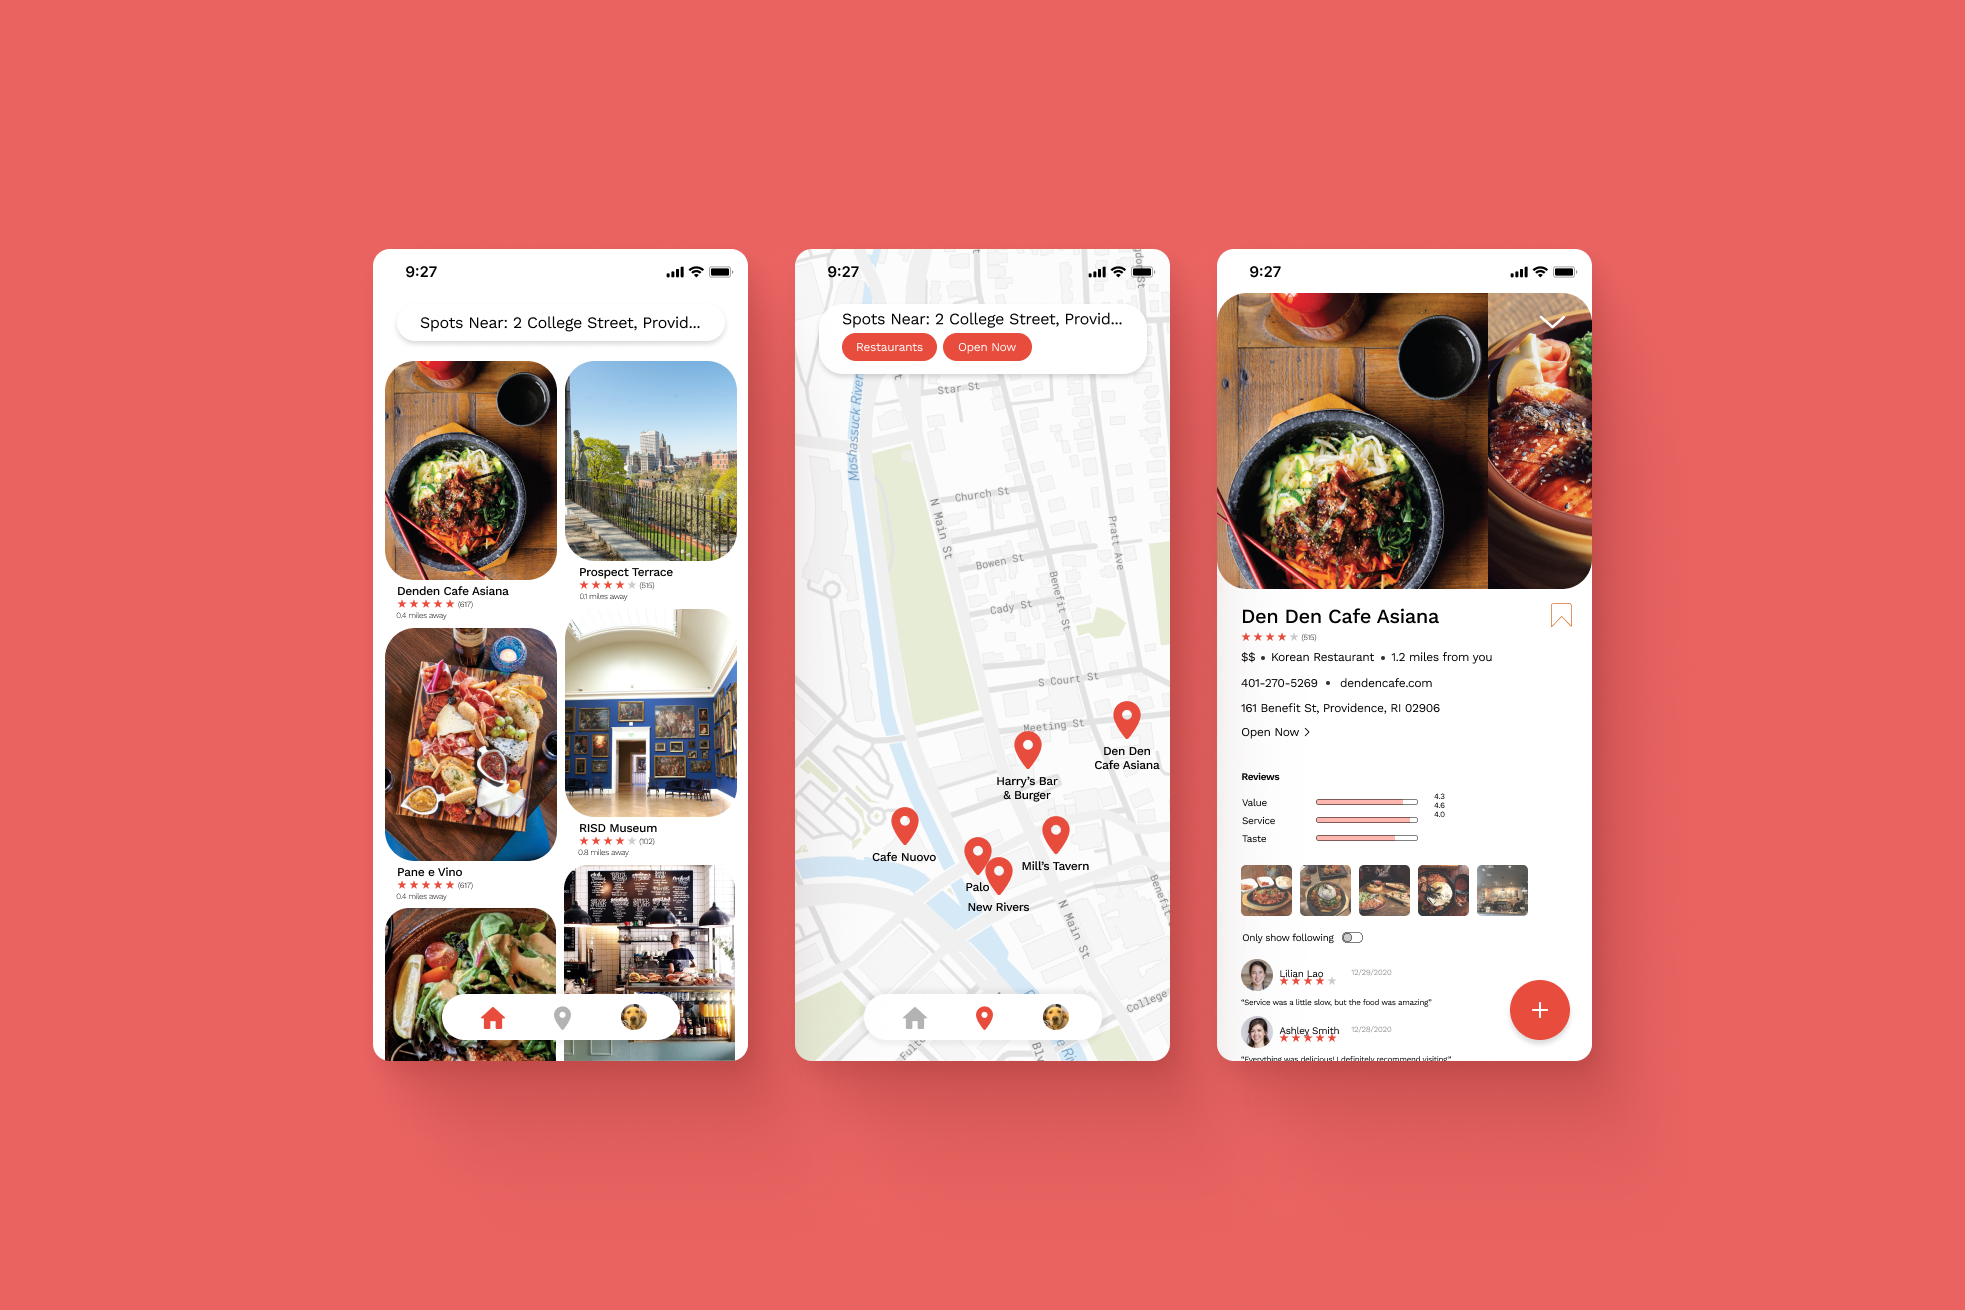 9:27
Spots Near: 2 College Street, Provid...
Denden Cafe Asiana
(617)
0.4 miles away
Prospect Terrace
(515)
0.1 miles away
Pane e Vino
(617)
0.4 miles away
RISD Museum
(102)
0.8 miles away
9:27
Spots Near: 2 College Street, Provid...
Restaurants
Open Now
Star St
Moshassuck River
Church St
N Main St
Pratt Ave
Bowen St
Benefit St
Cady St
S Court St
Meeting St
Den Den
Cafe Asiana
Harry's Bar
& Burger
Cafe Nuovo
Mill's Tavern
Palo
New Rivers
N Main St
Benefit
College
Fult
Blv
e Ri
9:27
Den Den Cafe Asiana
(515)
$$ • Korean Restaurant • 1.2 miles from you
401-270-5269 • dendencafe.com
161 Benefit St, Providence, RI 02906
Open Now >
Reviews
Value
4.3
Service
4.6
Taste
4.0
Only show following
Lilian Lao 12/29/2020
“Service was a little slow, but the food was amazing”
Ashley Smith 12/28/2020
“Everything was delicious! I definitely recommend visiting”